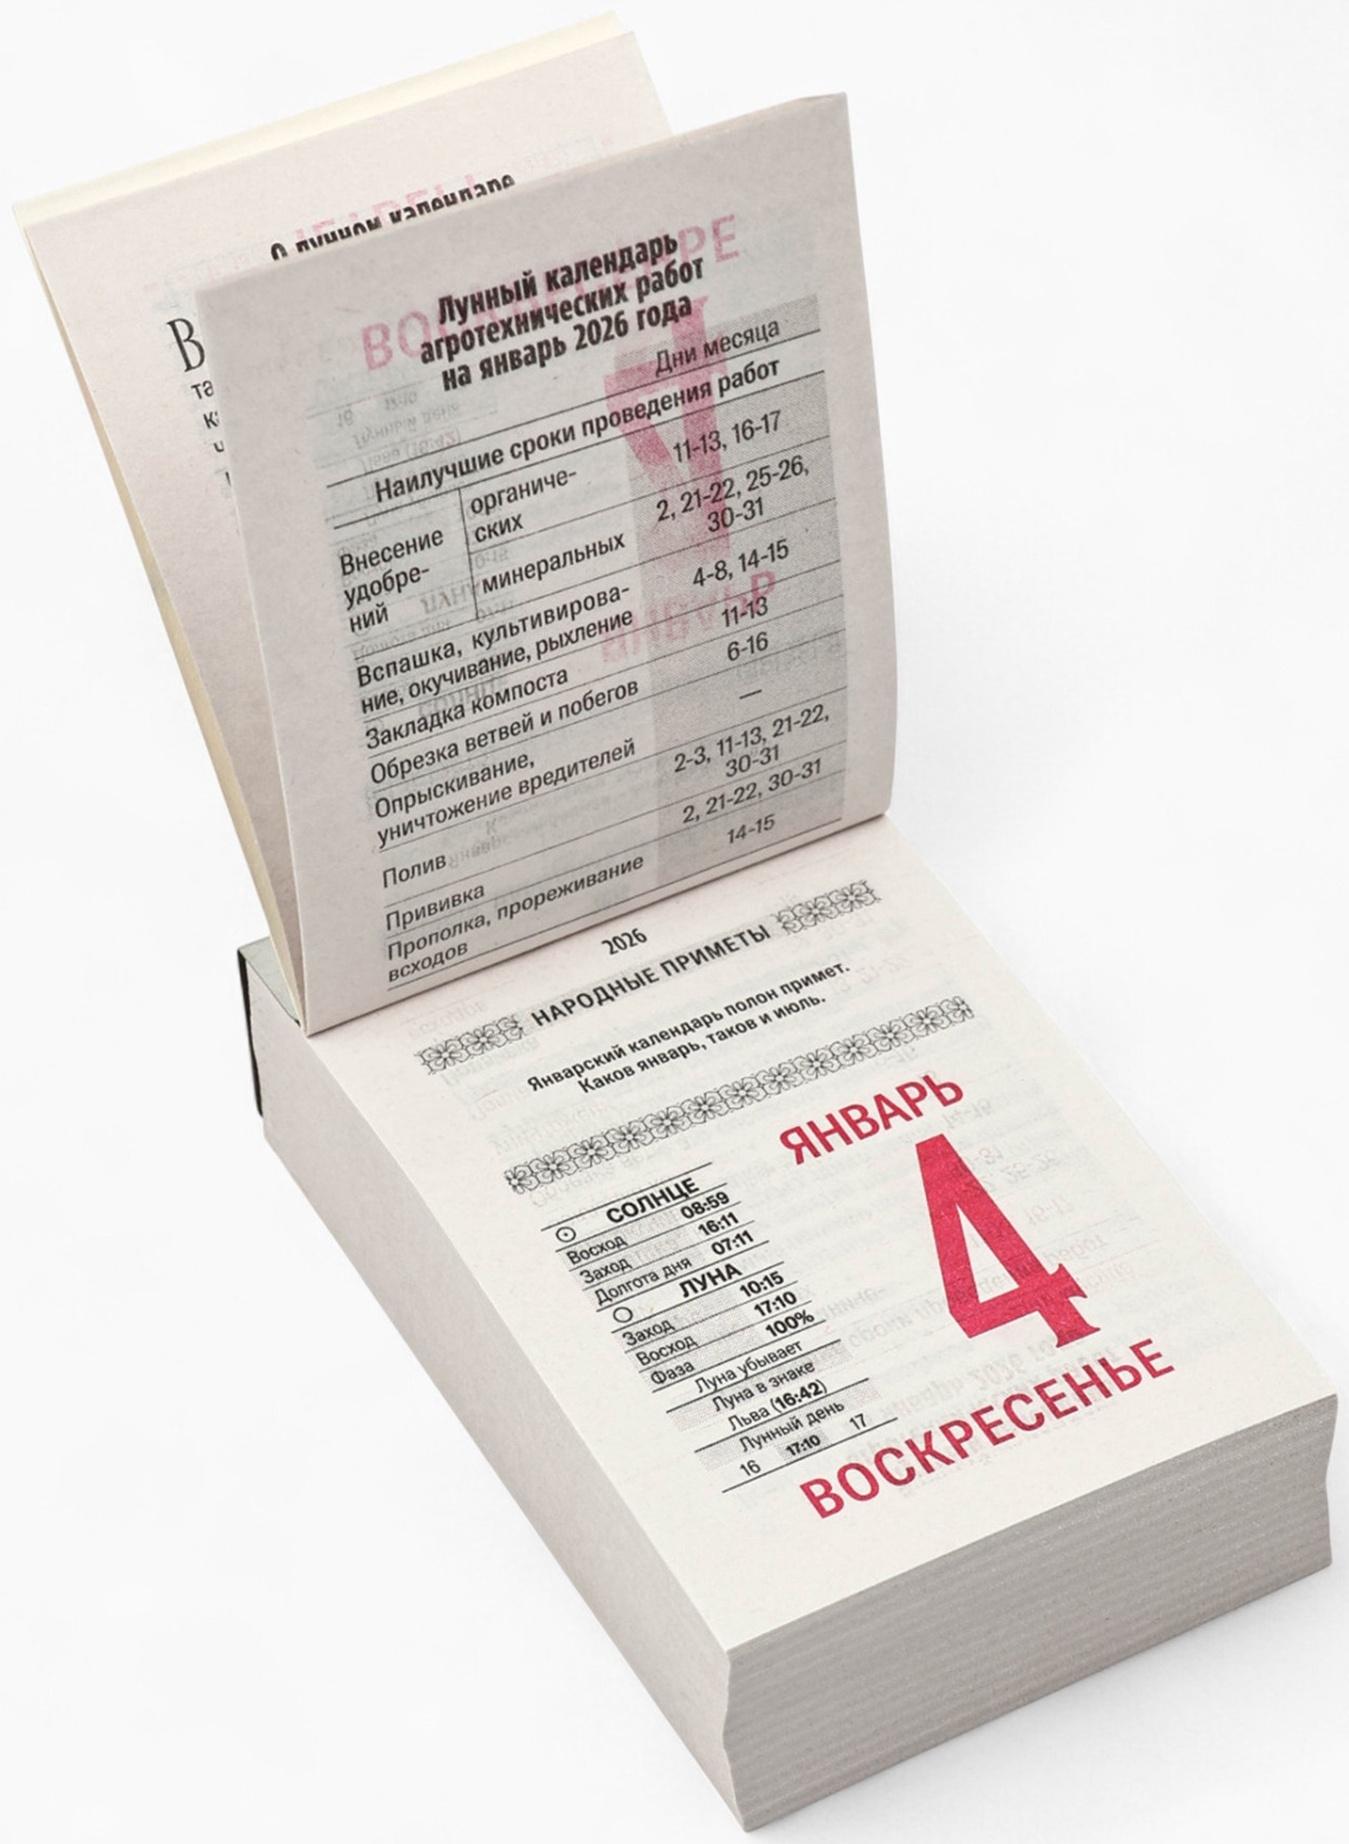 О лунном календаре
В
та
к
ч
Лунный календарь
агротехнических работ
на январь 2026 года
Дни месяца
Наилучшие сроки проведения работ
Внесение
удобре-
ний
органиче-
ских
11-13, 16-17
минеральных
2, 21-22, 25-26,
30-31
Вспашка, культивирова-
ние, окучивание, рыхление
4-8, 14-15
Закладка компоста
11-13
Обрезка ветвей и побегов
6-16
Опрыскивание,
уничтожение вредителей
—
Полив
2-3, 11-13, 21-22,
30-31
Прививка
2, 21-22, 30-31
Прополка, прореживание
всходов
14-15
2026
НАРОДНЫЕ ПРИМЕТЫ
Январский календарь полон примет.
Каков январь, таков и июль.
ЯНВАРЬ
4
ВОСКРЕСЕНЬЕ
СОЛНЦЕ
Восход 08:59
Заход 16:11
Долгота дня 07:11
ЛУНА
Заход 10:15
Восход 17:10
Фаза 100%
Луна убывает
Луна в знаке
Льва (16:42)
Лунный день
16 17:10 17